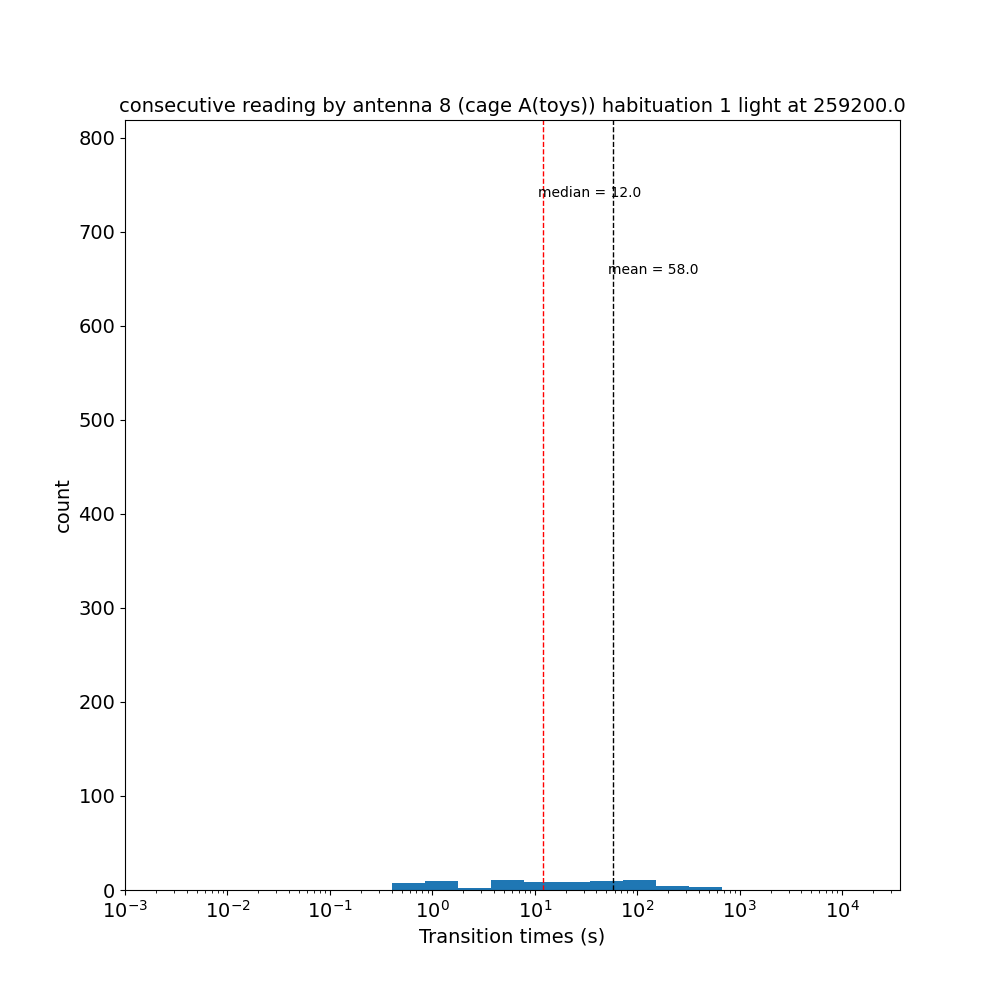 consecutive reading by antenna 8 (cage A(toys)) habituation 1 light at 259200.0
800
700
600
500
400
300
200
100
0
count
median = 12.0
mean = 58.0
10⁻³ 10⁻² 10⁻¹ 10⁰ 10¹ 10² 10³ 10⁴
Transition times (s)